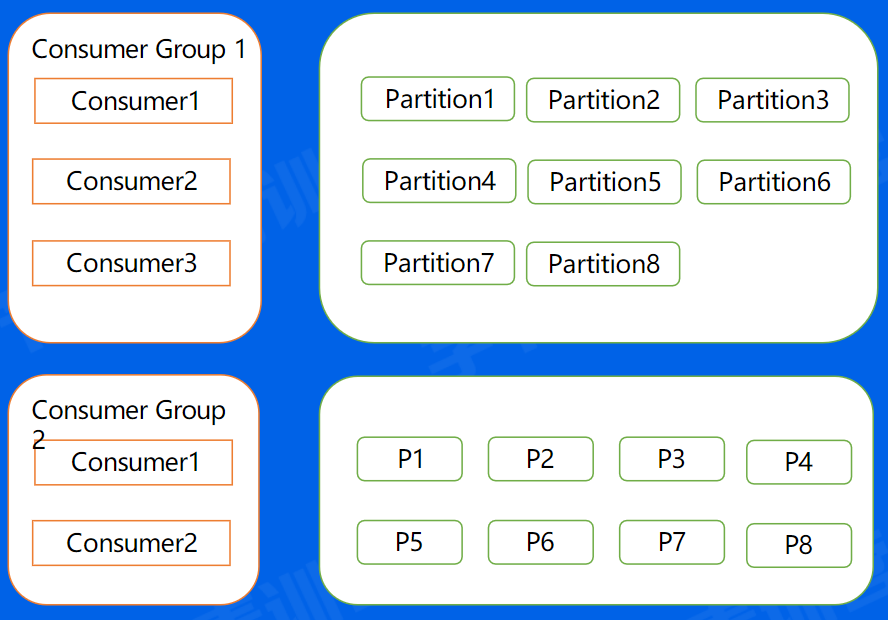 Consumer Group 1
Consumer1
Consumer2
Consumer3
Partition1 Partition2 Partition3
Partition4 Partition5 Partition6
Partition7 Partition8
Consumer Group
2
Consumer1
Consumer2
P1 P2 P3 P4
P5 P6 P7 P8